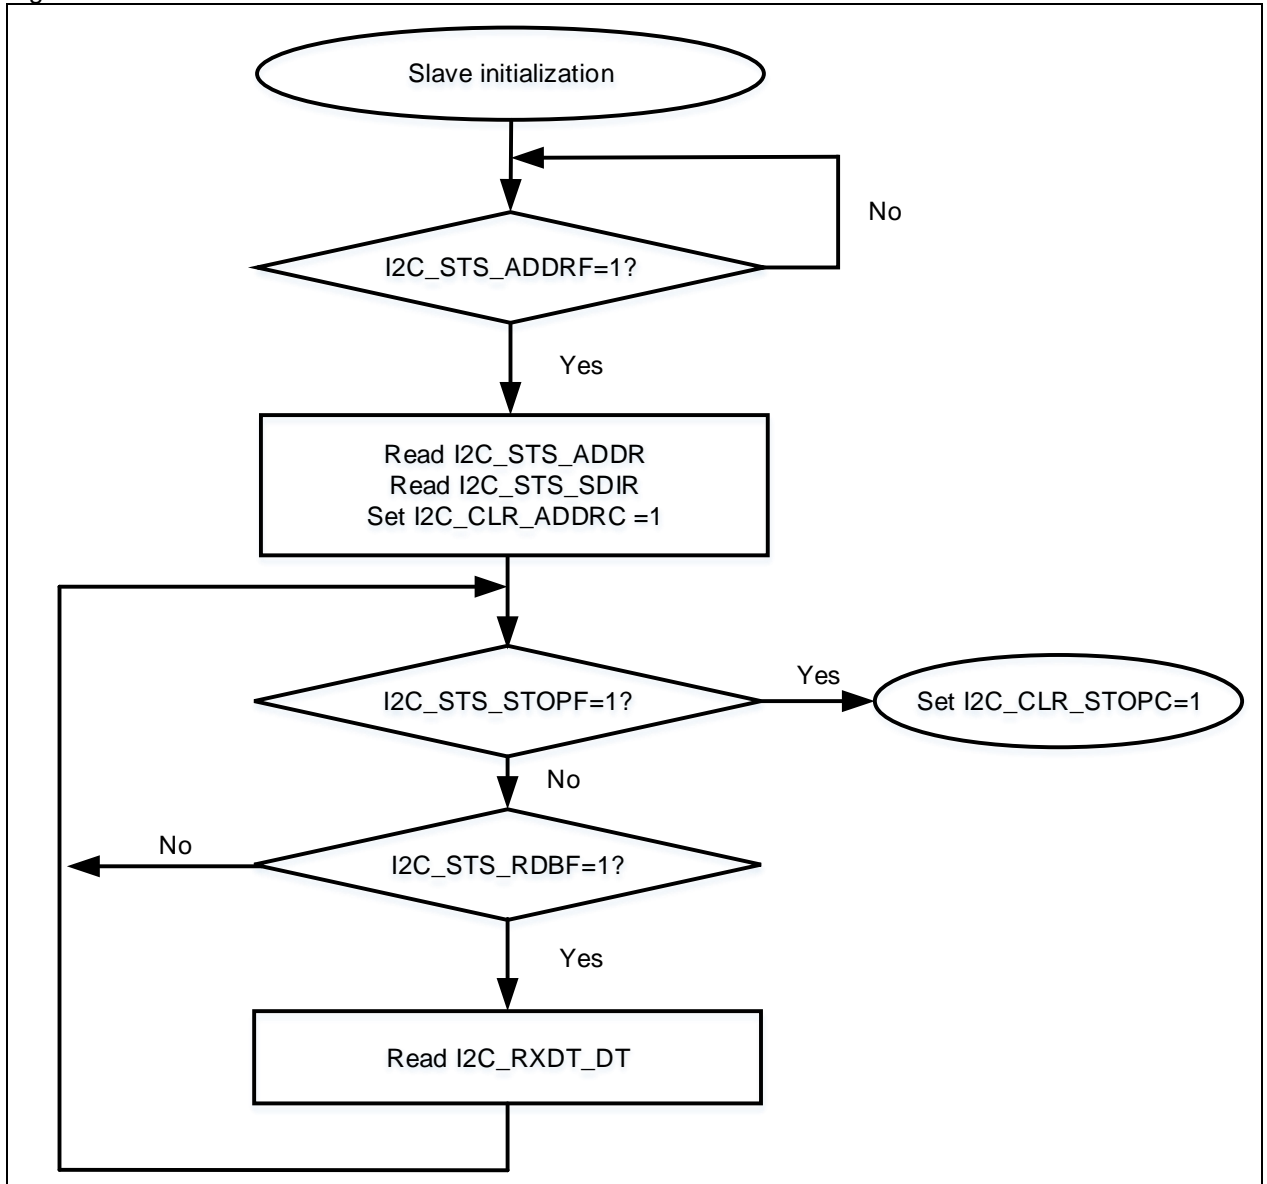 Slave initialization
No
I2C_STS_ADDRF=1?
Yes
Read I2C_STS_ADDR
Read I2C_STS_SDIR
Set I2C_CLR_ADDRC =1
Yes
I2C_STS_STOPF=1?
Set I2C_CLR_STOPC=1
No
No
I2C_STS_RDBF=1?
Yes
Read I2C_RXDT_DT